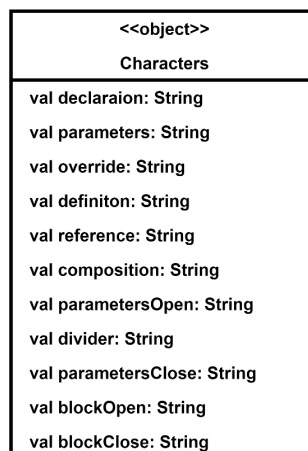 <<object>>
Characters
val declaraion: String
val parameters: String
val override: String
val definiton: String
val reference: String
val composition: String
val parametersOpen: String
val divider: String
val parametersClose: String
val blockOpen: String
val blockClose: String